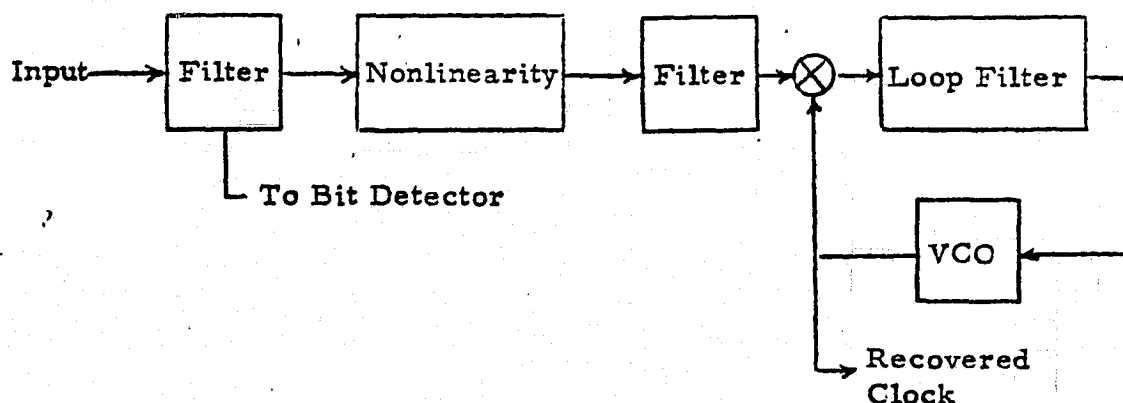 Input
Filter
Nonlinearity
Filter
Loop Filter
To Bit Detector
VCO
Recovered
Clock